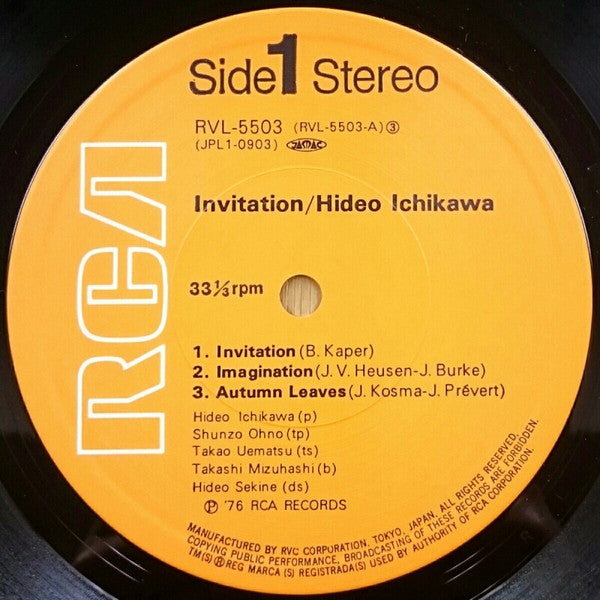 Side 1 Stereo
RVL-5503 (RVL-5503-A)③
(JPL1-0903) JASRAC
Invitation/Hideo Ichikawa
RCA
33⅓rpm
1. Invitation (B. Kaper)
2. Imagination (J. V. Heusen-J. Burke)
3. Autumn Leaves (J. Kosma-J. Prévert)
Hideo Ichikawa (p)
Shunzo Ohno (tp)
Takao Uematsu (ts)
Takashi Mizuhashi (b)
Hideo Sekine (ds)
Ⓟ '76 RCA RECORDS
MANUFACTURED BY RVC CORPORATION, TOKYO, JAPAN. ALL RIGHTS RESERVED.
COPYING PUBLIC PERFORMANCE, BROADCASTING OF THESE RECORDS ARE FORBIDDEN.
TM(S) ® REG MARCA (S) REGISTRADA(S) USED BY AUTHORITY OF RCA CORPORATION.